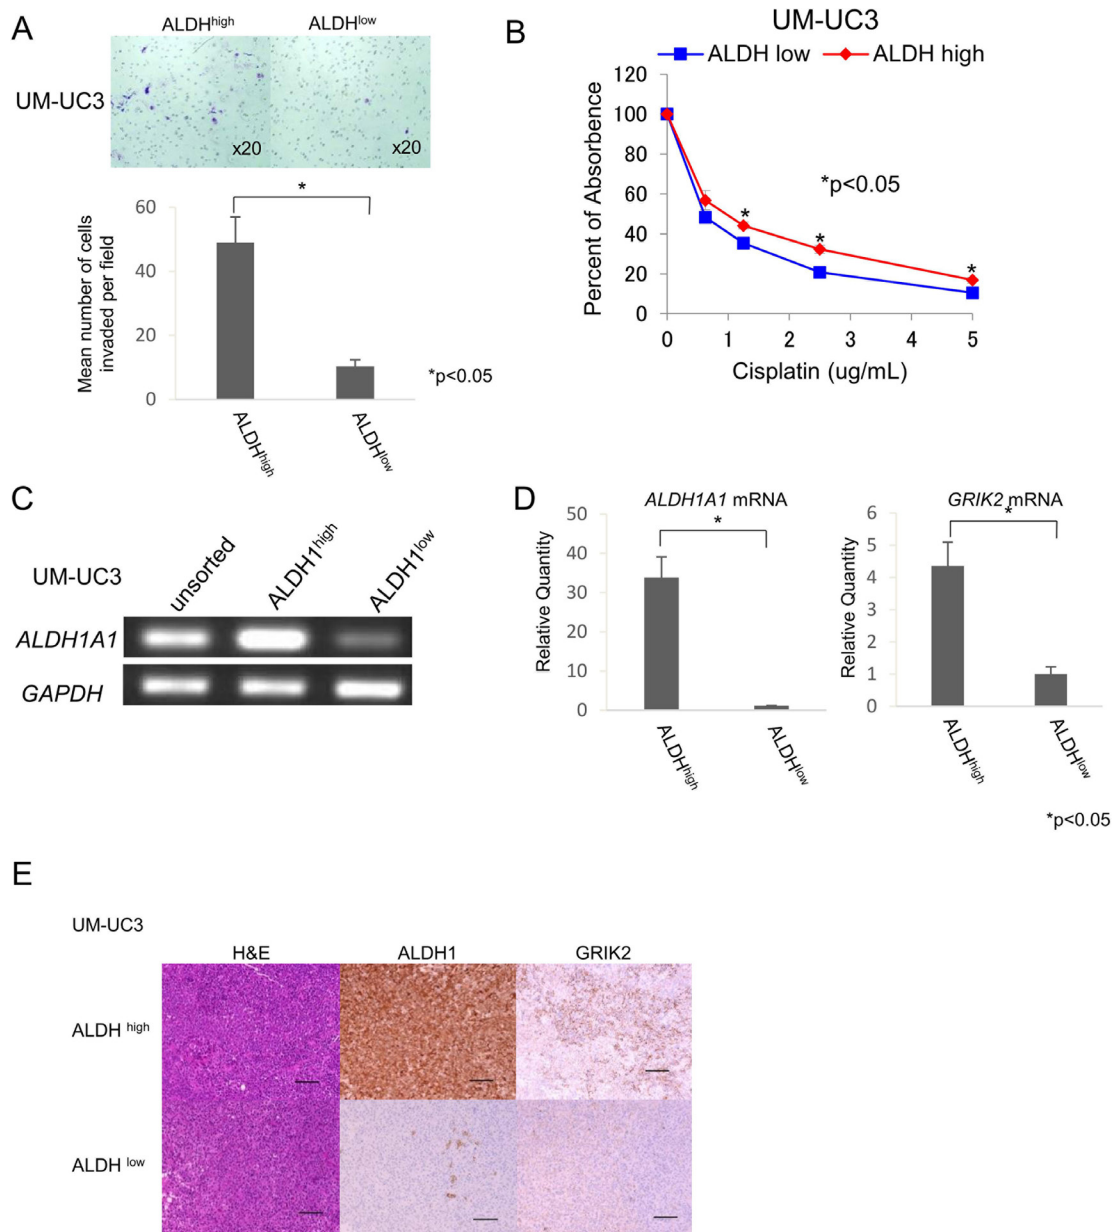 A
ALDHhigh ALDHlow
UM-UC3
x20 x20
*
Mean number of cells
invaded per field
60
40
20
0
*p<0.05
ALDHhigh
ALDHlow
B
UM-UC3
ALDH low ALDH high
Percent of Absorbence
120
100
80
60
40
20
0
*p<0.05
*
*
*
0 1 2 3 4 5
Cisplatin (ug/mL)
C
UM-UC3
unsorted
ALDH1high
ALDH1low
ALDH1A1
GAPDH
D
ALDH1A1 mRNA
*
Relative Quantity
50
40
30
20
10
0
ALDHhigh
ALDHlow
GRIK2 mRNA
*
Relative Quantity
6
5
4
3
2
1
0
ALDHhigh
ALDHlow
*p<0.05
E
UM-UC3
H&E ALDH1 GRIK2
ALDH high
ALDH low